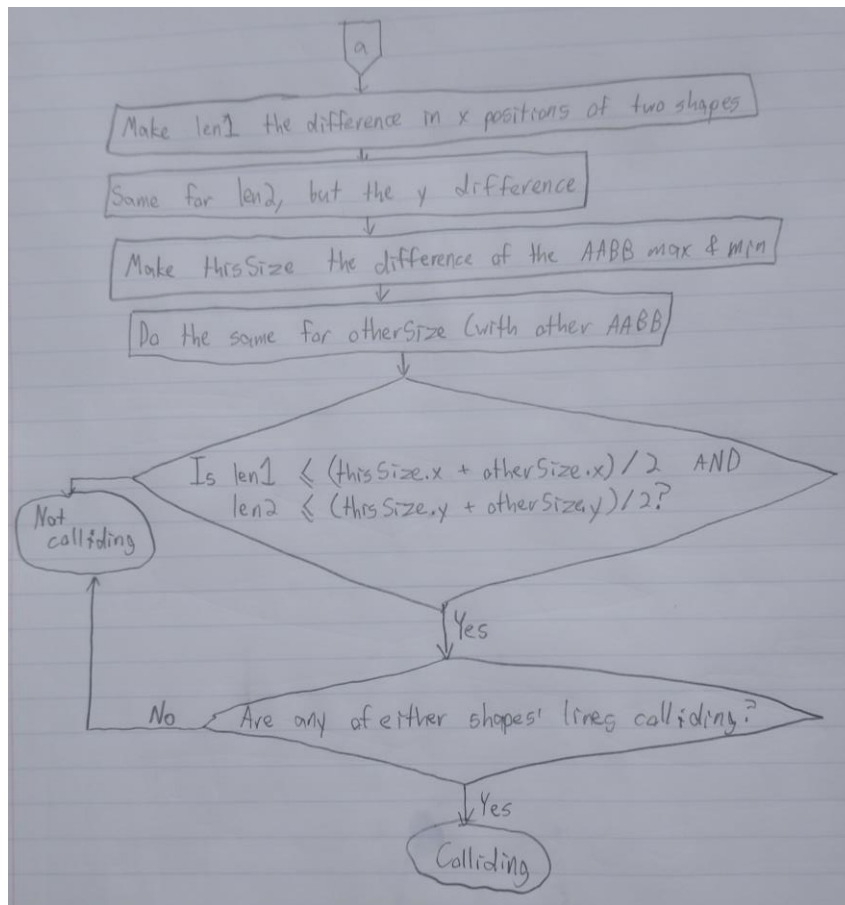 a
Make len1 the difference in x positions of two shapes
Same for len2, but the y difference
Make thisSize the difference of the AABB max & min
Do the same for otherSize (with other AABB)
Is len1 ⩽ (thisSize.x + otherSize.x)/2 AND
len2 ⩽ (thisSize.y + otherSize.y)/2?
Not
colliding
Yes
No
Are any of either shapes' lines colliding?
Yes
Colliding